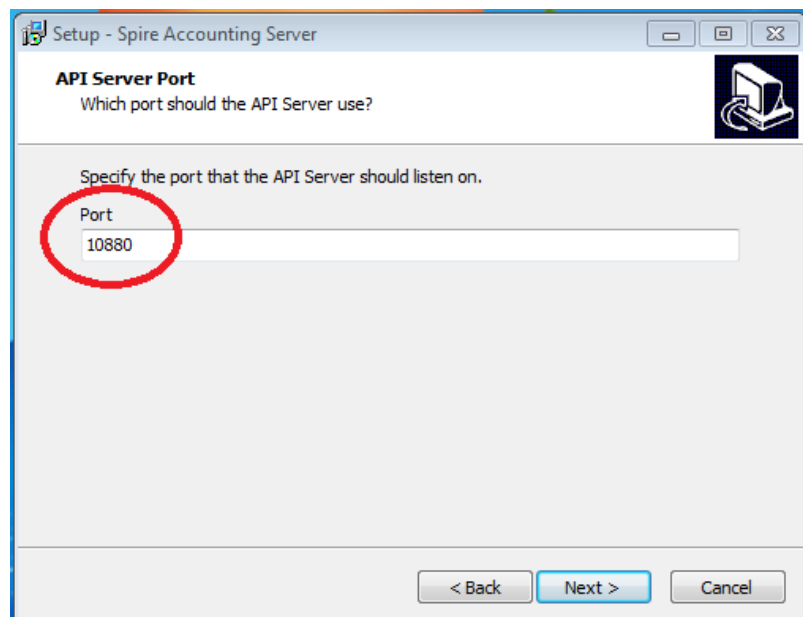 Setup - Spire Accounting Server
API Server Port
Which port should the API Server use?
Specify the port that the API Server should listen on.
Port
10880
< Back
Next >
Cancel